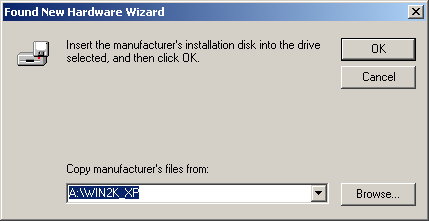 Found New Hardware Wizard
Insert the manufacturer's installation disk into the drive
selected, and then click OK.
OK
Cancel
Copy manufacturer's files from:
A:\WIN2K_XP
Browse...